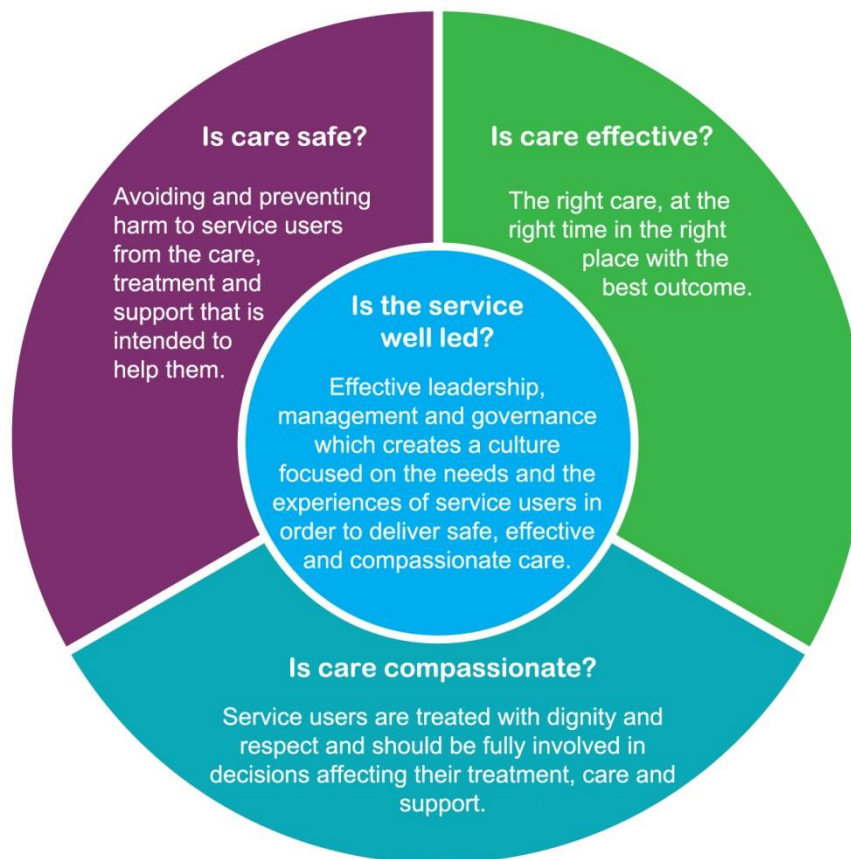 Is care safe?
Avoiding and preventing
harm to service users
from the care,
treatment and
support that is
intended to
help them.
Is care effective?
The right care, at the
right time in the right
place with the
best outcome.
Is the service
well led?
Effective leadership,
management and governance
which creates a culture
focused on the needs and the
experiences of service users in
order to deliver safe, effective
and compassionate care.
Is care compassionate?
Service users are treated with dignity and
respect and should be fully involved in
decisions affecting their treatment, care and
support.